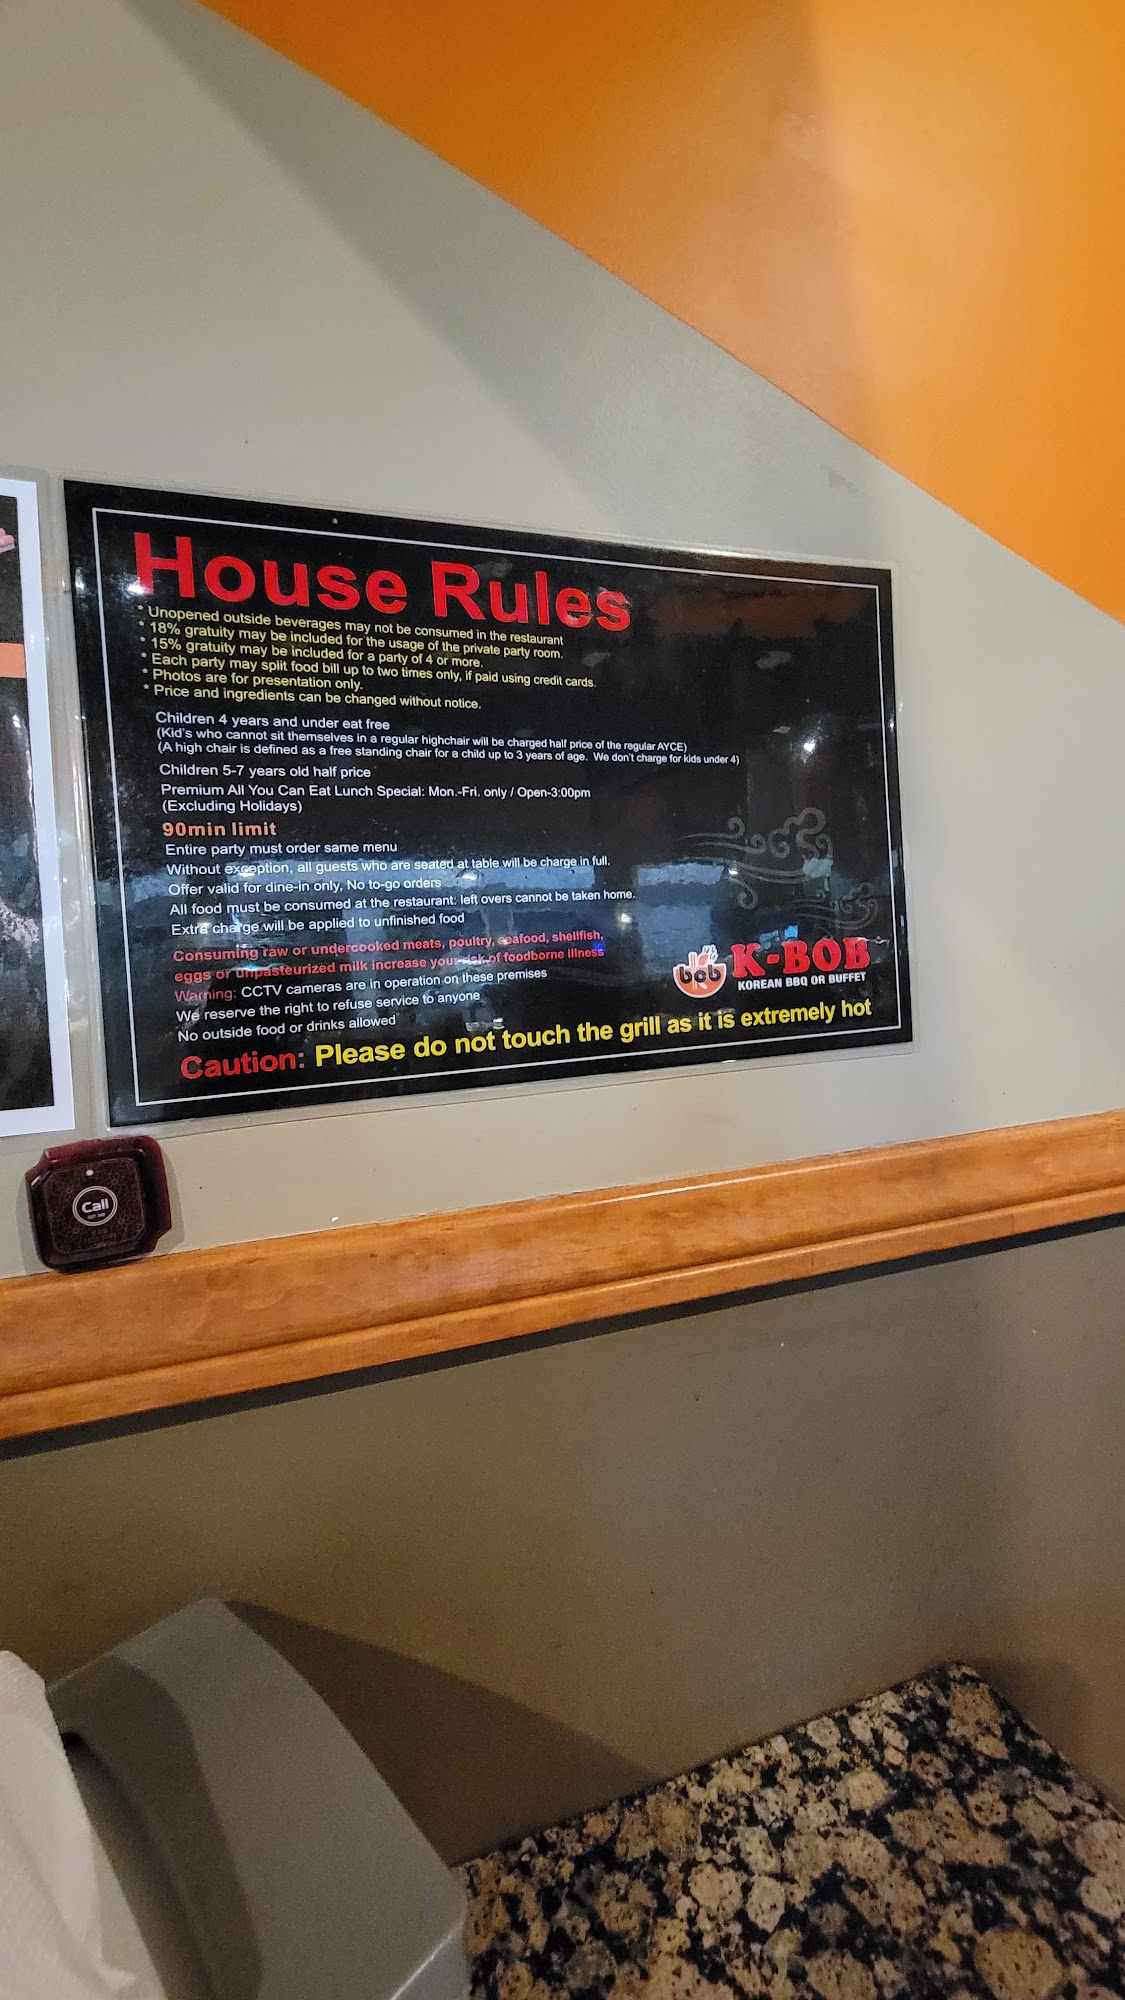 House Rules
* Unopened outside beverages may not be consumed in the restaurant
* 18% gratuity may be included for the usage of the private party room.
* 15% gratuity may be included for a party of 4 or more.
* Each party may split food bill up to two times only, if paid using credit cards.
* Photos are for presentation only.
* Price and ingredients can be changed without notice.
Children 4 years and under eat free
(Kid's who cannot sit themselves in a regular highchair will be charged half price of the regular AYCE)
(A high chair is defined as a free standing chair for a child up to 3 years of age. We don't charge for kids under 4)
Children 5-7 years old half price
Premium All You Can Eat Lunch Special: Mon.-Fri. only / Open-3:00pm
(Excluding Holidays)
90min limit
Entire party must order same menu
Without exception, all guests who are seated at table will be charge in full.
Offer valid for dine-in only, No to-go orders
All food must be consumed at the restaurant: left overs cannot be taken home.
Extra charge will be applied to unfinished food
Consuming raw or undercooked meats, poultry, seafood, shellfish,
eggs or unpasteurized milk increase your risk of foodborne illness
Warning: CCTV cameras are in operation on these premises
We reserve the right to refuse service to anyone
No outside food or drinks allowed
bob K-BOB
KOREAN BBQ OR BUFFET
Caution: Please do not touch the grill as it is extremely hot
Call